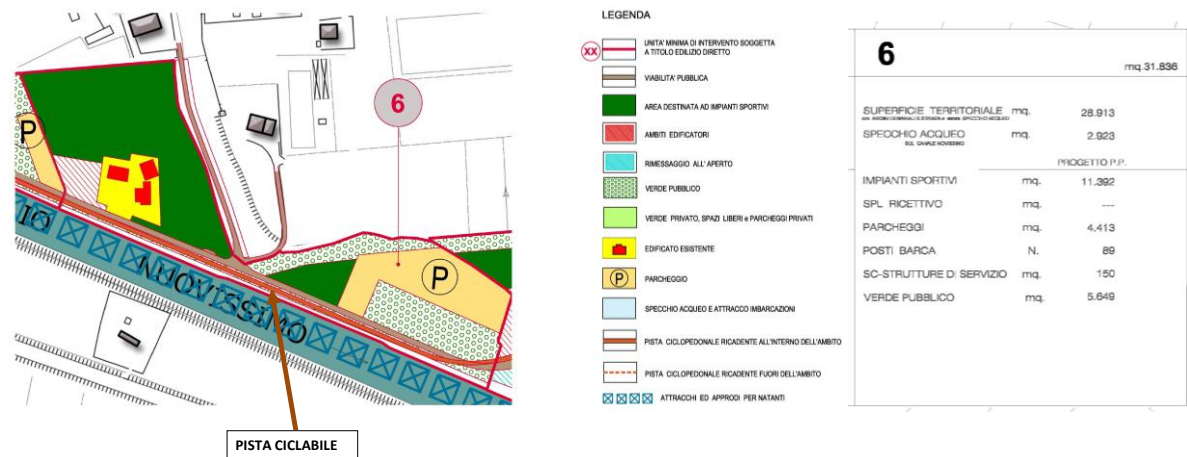 P
6
P
OI
NOVISSIMO
PISTA CICLABILE
LEGENDA
XX
UNITA' MINIMA DI INTERVENTO SOGGETTA
A TITOLO EDILIZIO DIRETTO
VIABILITA' PUBBLICA
AREA DESTINATA AD IMPIANTI SPORTIVI
AMBITI EDIFICATORI
RIMESSAGGIO ALL' APERTO
VERDE PUBBLICO
VERDE PRIVATO, SPAZI LIBERI e PARCHEGGI PRIVATI
EDIFICATO ESISTENTE
P PARCHEGGIO
SPECCHIO ACQUEO E ATTRACCO IMBARCAZIONI
PISTA CICLOPEDONALE RICADENTE ALL'INTERNO DELL'AMBITO
PISTA CICLOPEDONALE RICADENTE FUORI DELL'AMBITO
ATTRACCHI ED APPRODI PER NATANTI
6
mq.31.836
SUPERFICIE TERRITORIALE mq. 28.913
SPECCHIO ACQUEO mq. 2.923
SUL CANALE NOVISSIMO
PROGETTO P.P.
IMPIANTI SPORTIVI mq. 11.392
SPL RICETTIVO mq. ---
PARCHEGGI mq. 4.413
POSTI BARCA N. 89
SC-STRUTTURE DI SERVIZIO mq. 150
VERDE PUBBLICO mq. 5.649